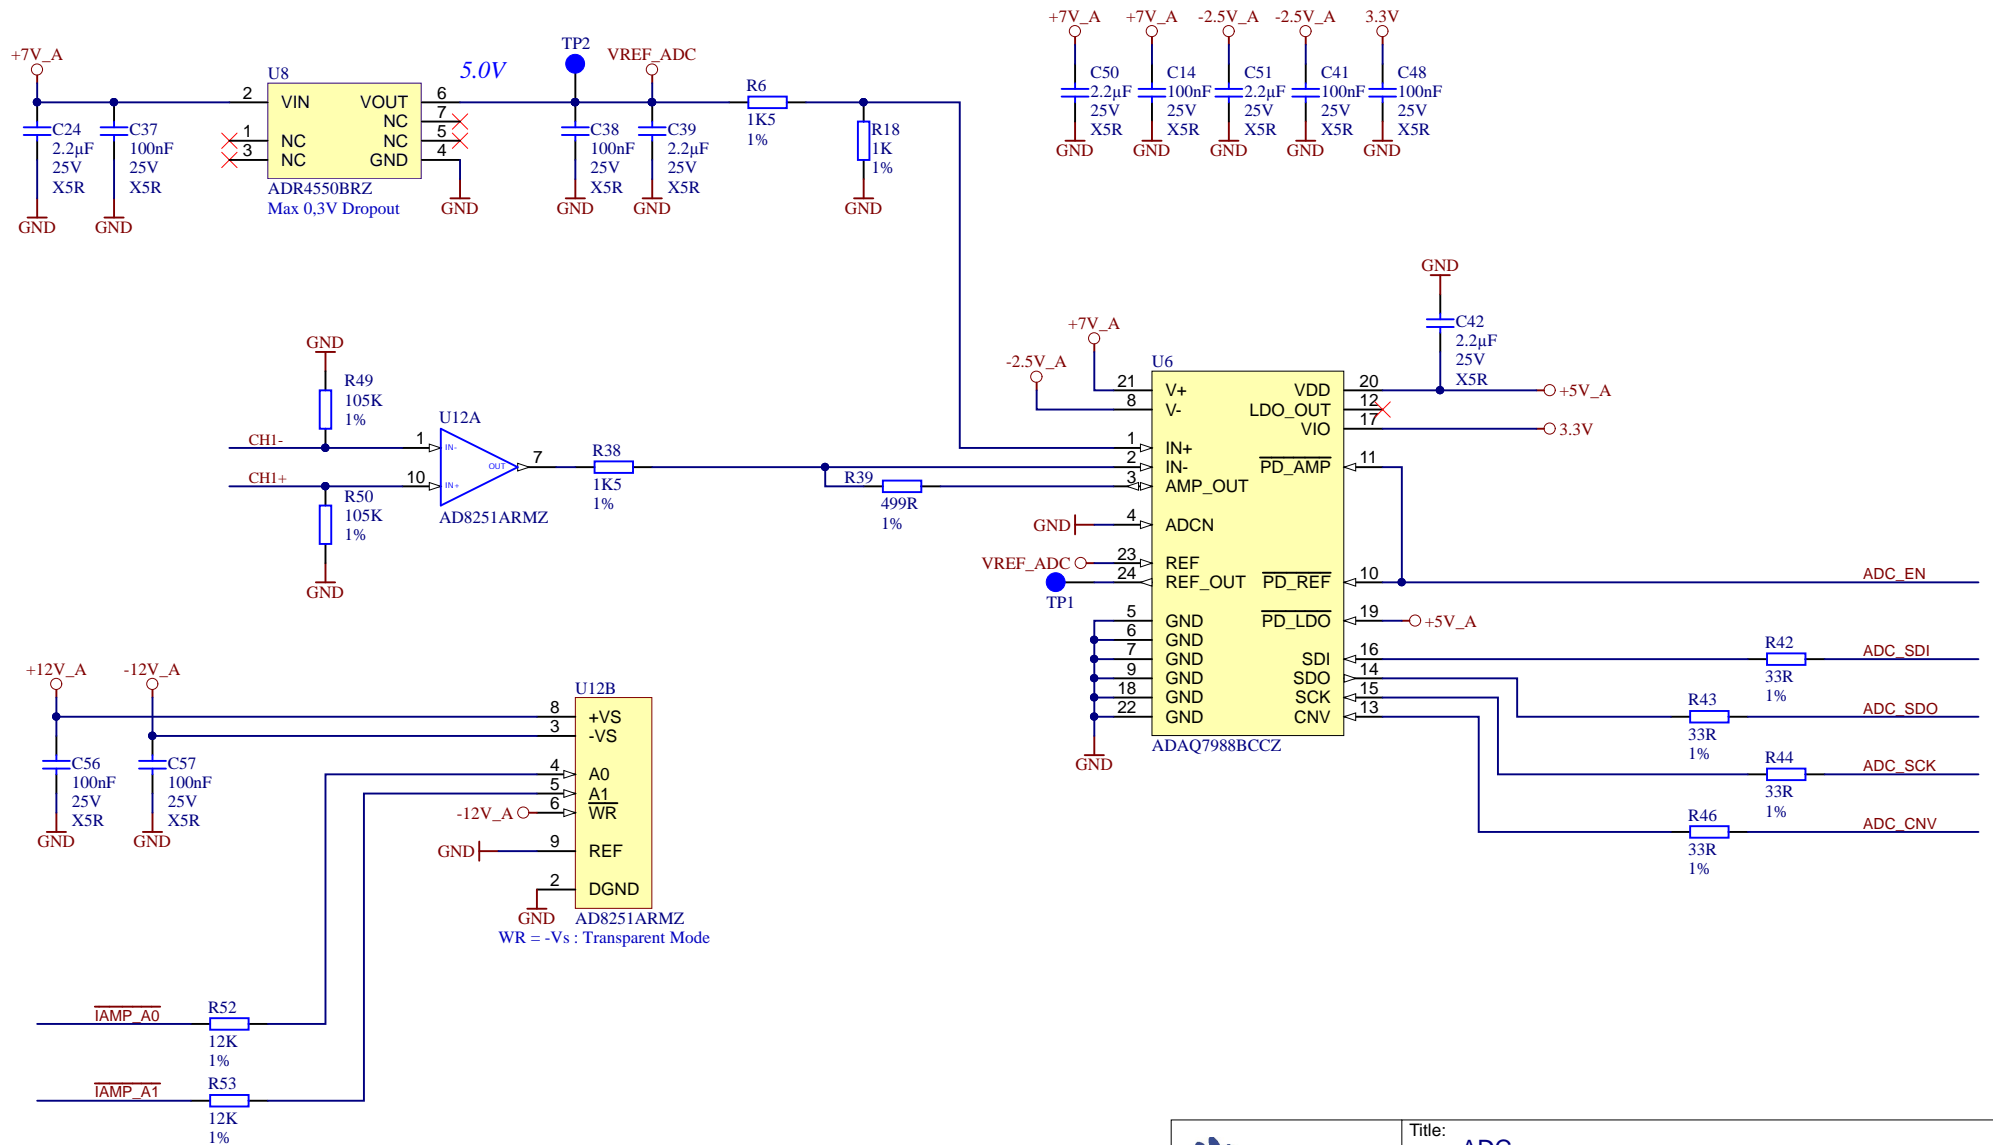 +7V_A
U8
5.0V
TP2
VREF_ADC
2 VIN VOUT 6
NC 7
1 NC NC 5
3 NC GND 4
ADR4550BRZ
Max 0,3V Dropout
C24
2.2µF
25V
X5R
GND
C37
100nF
25V
X5R
GND
GND
C38
100nF
25V
X5R
GND
C39
2.2µF
25V
X5R
GND
R6
1K5
1%
R18
1K
1%
GND
+7V_A
C50
2.2µF
25V
X5R
GND
+7V_A
C14
100nF
25V
X5R
GND
-2.5V_A
C51
2.2µF
25V
X5R
GND
-2.5V_A
C41
100nF
25V
X5R
GND
3.3V
C48
100nF
25V
X5R
GND
GND
R49
105K
1%
CH1-
CH1+
R50
105K
1%
GND
U12A
1 IN-
10 IN+
OUT 7
AD8251ARMZ
R38
1K5
1%
R39
499R
1%
GND
C42
2.2µF
25V
X5R
+7V_A
-2.5V_A
U6
21 V+ VDD 20 +5V_A
8 V- LDO_OUT 12
VIO 17 3.3V
1 IN+
2 IN- PD_AMP 11
3 AMP_OUT
GND 4 ADCN
VREF_ADC 23 REF
TP1 24 REF_OUT PD_REF 10 ADC_EN
5 GND PD_LDO 19 +5V_A
6 GND
7 GND SDI 16
9 GND SDO 14
18 GND SCK 15
22 GND CNV 13
GND
ADAQ7988BCCZ
R42
33R
1%
ADC_SDI
R43
33R
1%
ADC_SDO
R44
33R
1%
ADC_SCK
R46
33R
1%
ADC_CNV
+12V_A
-12V_A
C56
100nF
25V
X5R
GND
C57
100nF
25V
X5R
GND
U12B
8 +VS
3 -VS
4 A0
5 A1
-12V_A 6 WR
GND 9 REF
2 DGND
GND
AD8251ARMZ
WR = -Vs : Transparent Mode
IAMP_A0
R52
12K
1%
IAMP_A1
R53
12K
1%
Title:
ADC